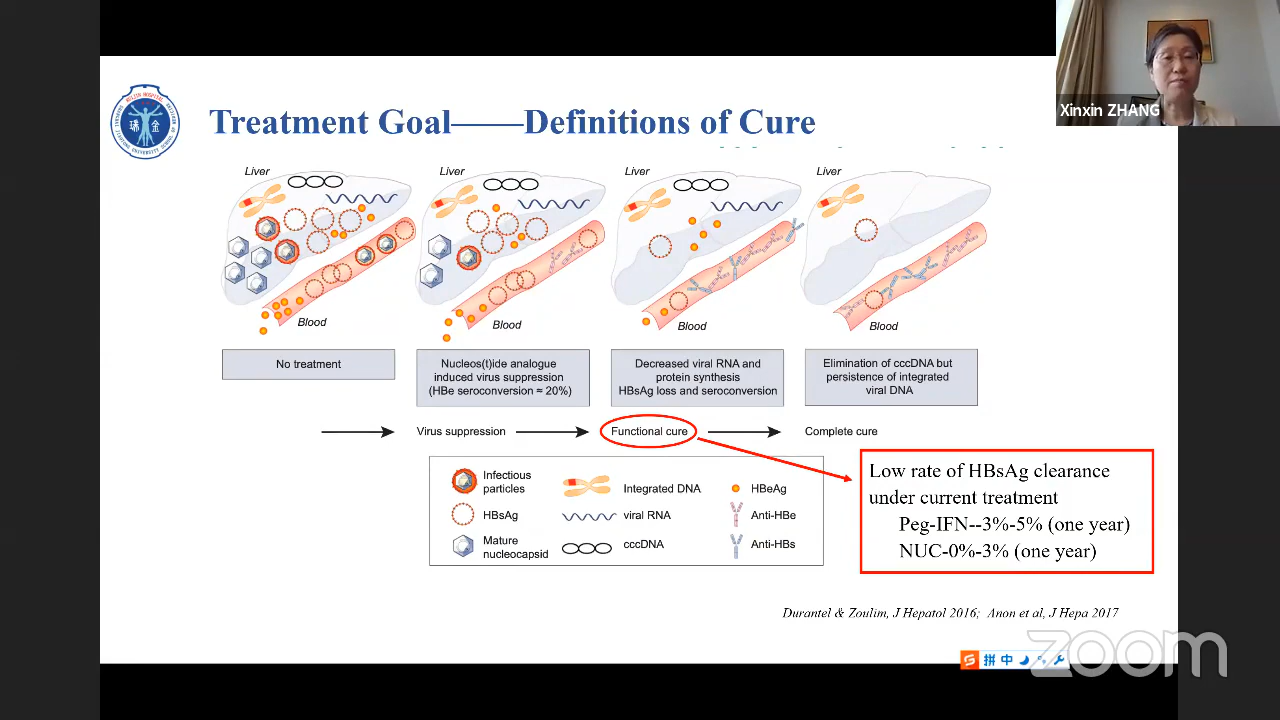 Xinxin ZHANG
Treatment Goal——Definitions of Cure
Liver
Liver
Liver
Liver
Blood
Blood
Blood
Blood
No treatment
Nucleos(t)ide analogue
induced virus suppression
(HBe seroconversion ≈ 20%)
Decreased viral RNA and
protein synthesis
HBsAg loss and seroconversion
Elimination of cccDNA but
persistence of integrated
viral DNA
Virus suppression
Functional cure
Complete cure
Infectious
particles
Integrated DNA
HBeAg
HBsAg
viral RNA
Anti-HBe
Mature
nucleocapsid
cccDNA
Anti-HBs
Low rate of HBsAg clearance
under current treatment
Peg-IFN--3%-5% (one year)
NUC-0%-3% (one year)
Durantel & Zoulim, J Hepatol 2016;  Anon et al, J Hepa 2017
拼 中
zoom